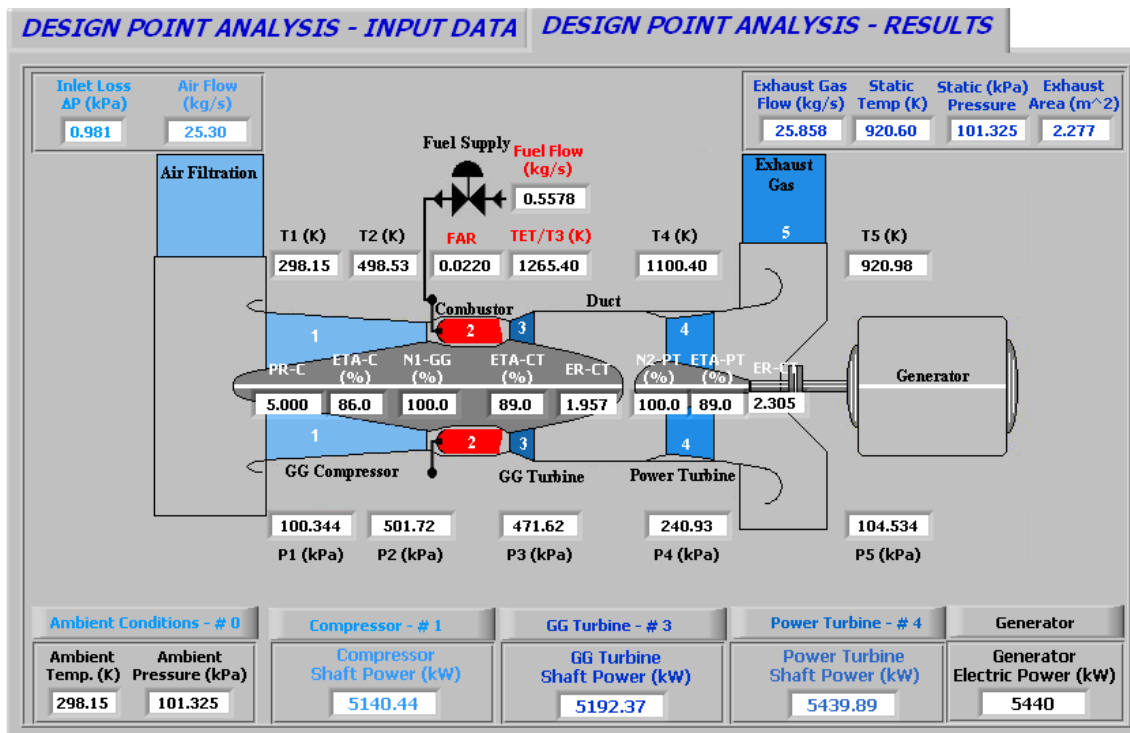 DESIGN POINT ANALYSIS - INPUT DATA
DESIGN POINT ANALYSIS - RESULTS
Inlet Loss
ΔP (kPa)
0.981
Air Flow
(kg/s)
25.30
Exhaust Gas
Flow (kg/s)
25.858
Static
Temp (K)
920.60
Static (kPa)
Pressure
101.325
Exhaust
Area (m^2)
2.277
Air Filtration
Fuel Supply
Fuel Flow
(kg/s)
0.5578
Exhaust
Gas
5
T1 (K)
298.15
T2 (K)
498.53
FAR
0.0220
TET/T3 (K)
1265.40
T4 (K)
1100.40
T5 (K)
920.98
Combustor
Duct
1
2
3
4
PR-C
5.000
ETA-C
(%)
86.0
N1-GG
(%)
100.0
ETA-CT
(%)
89.0
ER-CT
1.957
N2-PT
(%)
100.0
ETA-PT
(%)
89.0
ER-CT
2.305
Generator
1
2
3
4
GG Compressor
GG Turbine
Power Turbine
100.344
P1 (kPa)
501.72
P2 (kPa)
471.62
P3 (kPa)
240.93
P4 (kPa)
104.534
P5 (kPa)
Ambient Conditions - # 0
Ambient
Temp. (K)
298.15
Ambient
Pressure (kPa)
101.325
Compressor - # 1
Compressor
Shaft Power (kW)
5140.44
GG Turbine - # 3
GG Turbine
Shaft Power (kW)
5192.37
Power Turbine - # 4
Power Turbine
Shaft Power (kW)
5439.89
Generator
Generator
Electric Power (kW)
5440